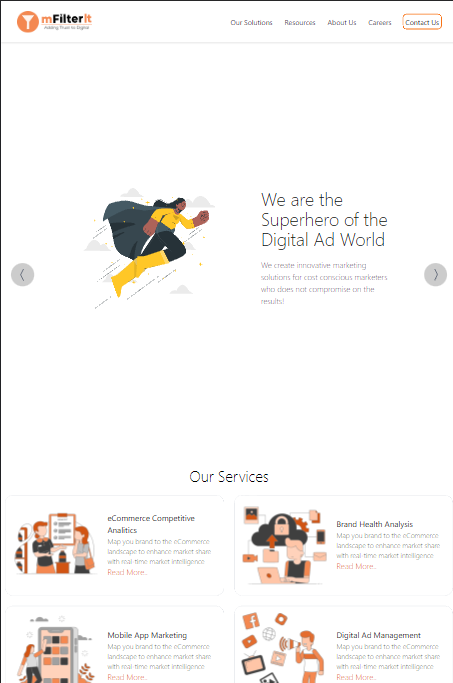 mFilterIt
Adding Trust to Digital
Our Solutions Resources About Us Careers Contact Us
We are the
Superhero of the
Digital Ad World
We create innovative marketing
solutions for cost conscious marketers
who does not compromise on the
results!
Our Services
eCommerce Competitive
Analitics
Map you brand to the eCommerce
landscape to enhance market share
with real-time market intelligence
Read More..
Brand Health Analysis
Map you brand to the eCommerce
landscape to enhance market share
with real-time market intelligence
Read More..
Mobile App Marketing
Map you brand to the eCommerce
landscape to enhance market share
with real-time market intelligence
Read More..
Digital Ad Management
Map you brand to the eCommerce
landscape to enhance market share
with real-time market intelligence
Read More..